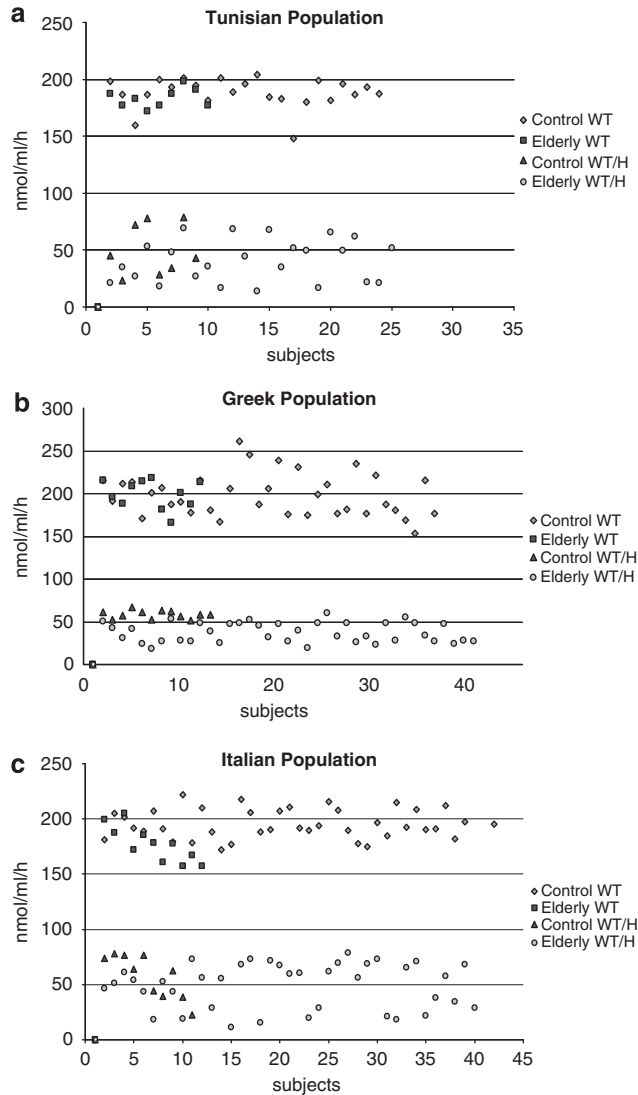 a
Tunisian Population
250
200
150
100
50
0
nmol/ml/h
0 5 10 15 20 25 30 35
subjects
Control WT
Elderly WT
Control WT/H
Elderly WT/H
b
Greek Population
300
250
200
150
100
50
0
nmol/ml/h
0 10 20 30 40
subjects
Control WT
Elderly WT
Control WT/H
Elderly WT/H
c
Italian Population
250
200
150
100
50
0
nmol/ml/h
0 5 10 15 20 25 30 35 40 45
subjects
Control WT
Elderly WT
Control WT/H
Elderly WT/H